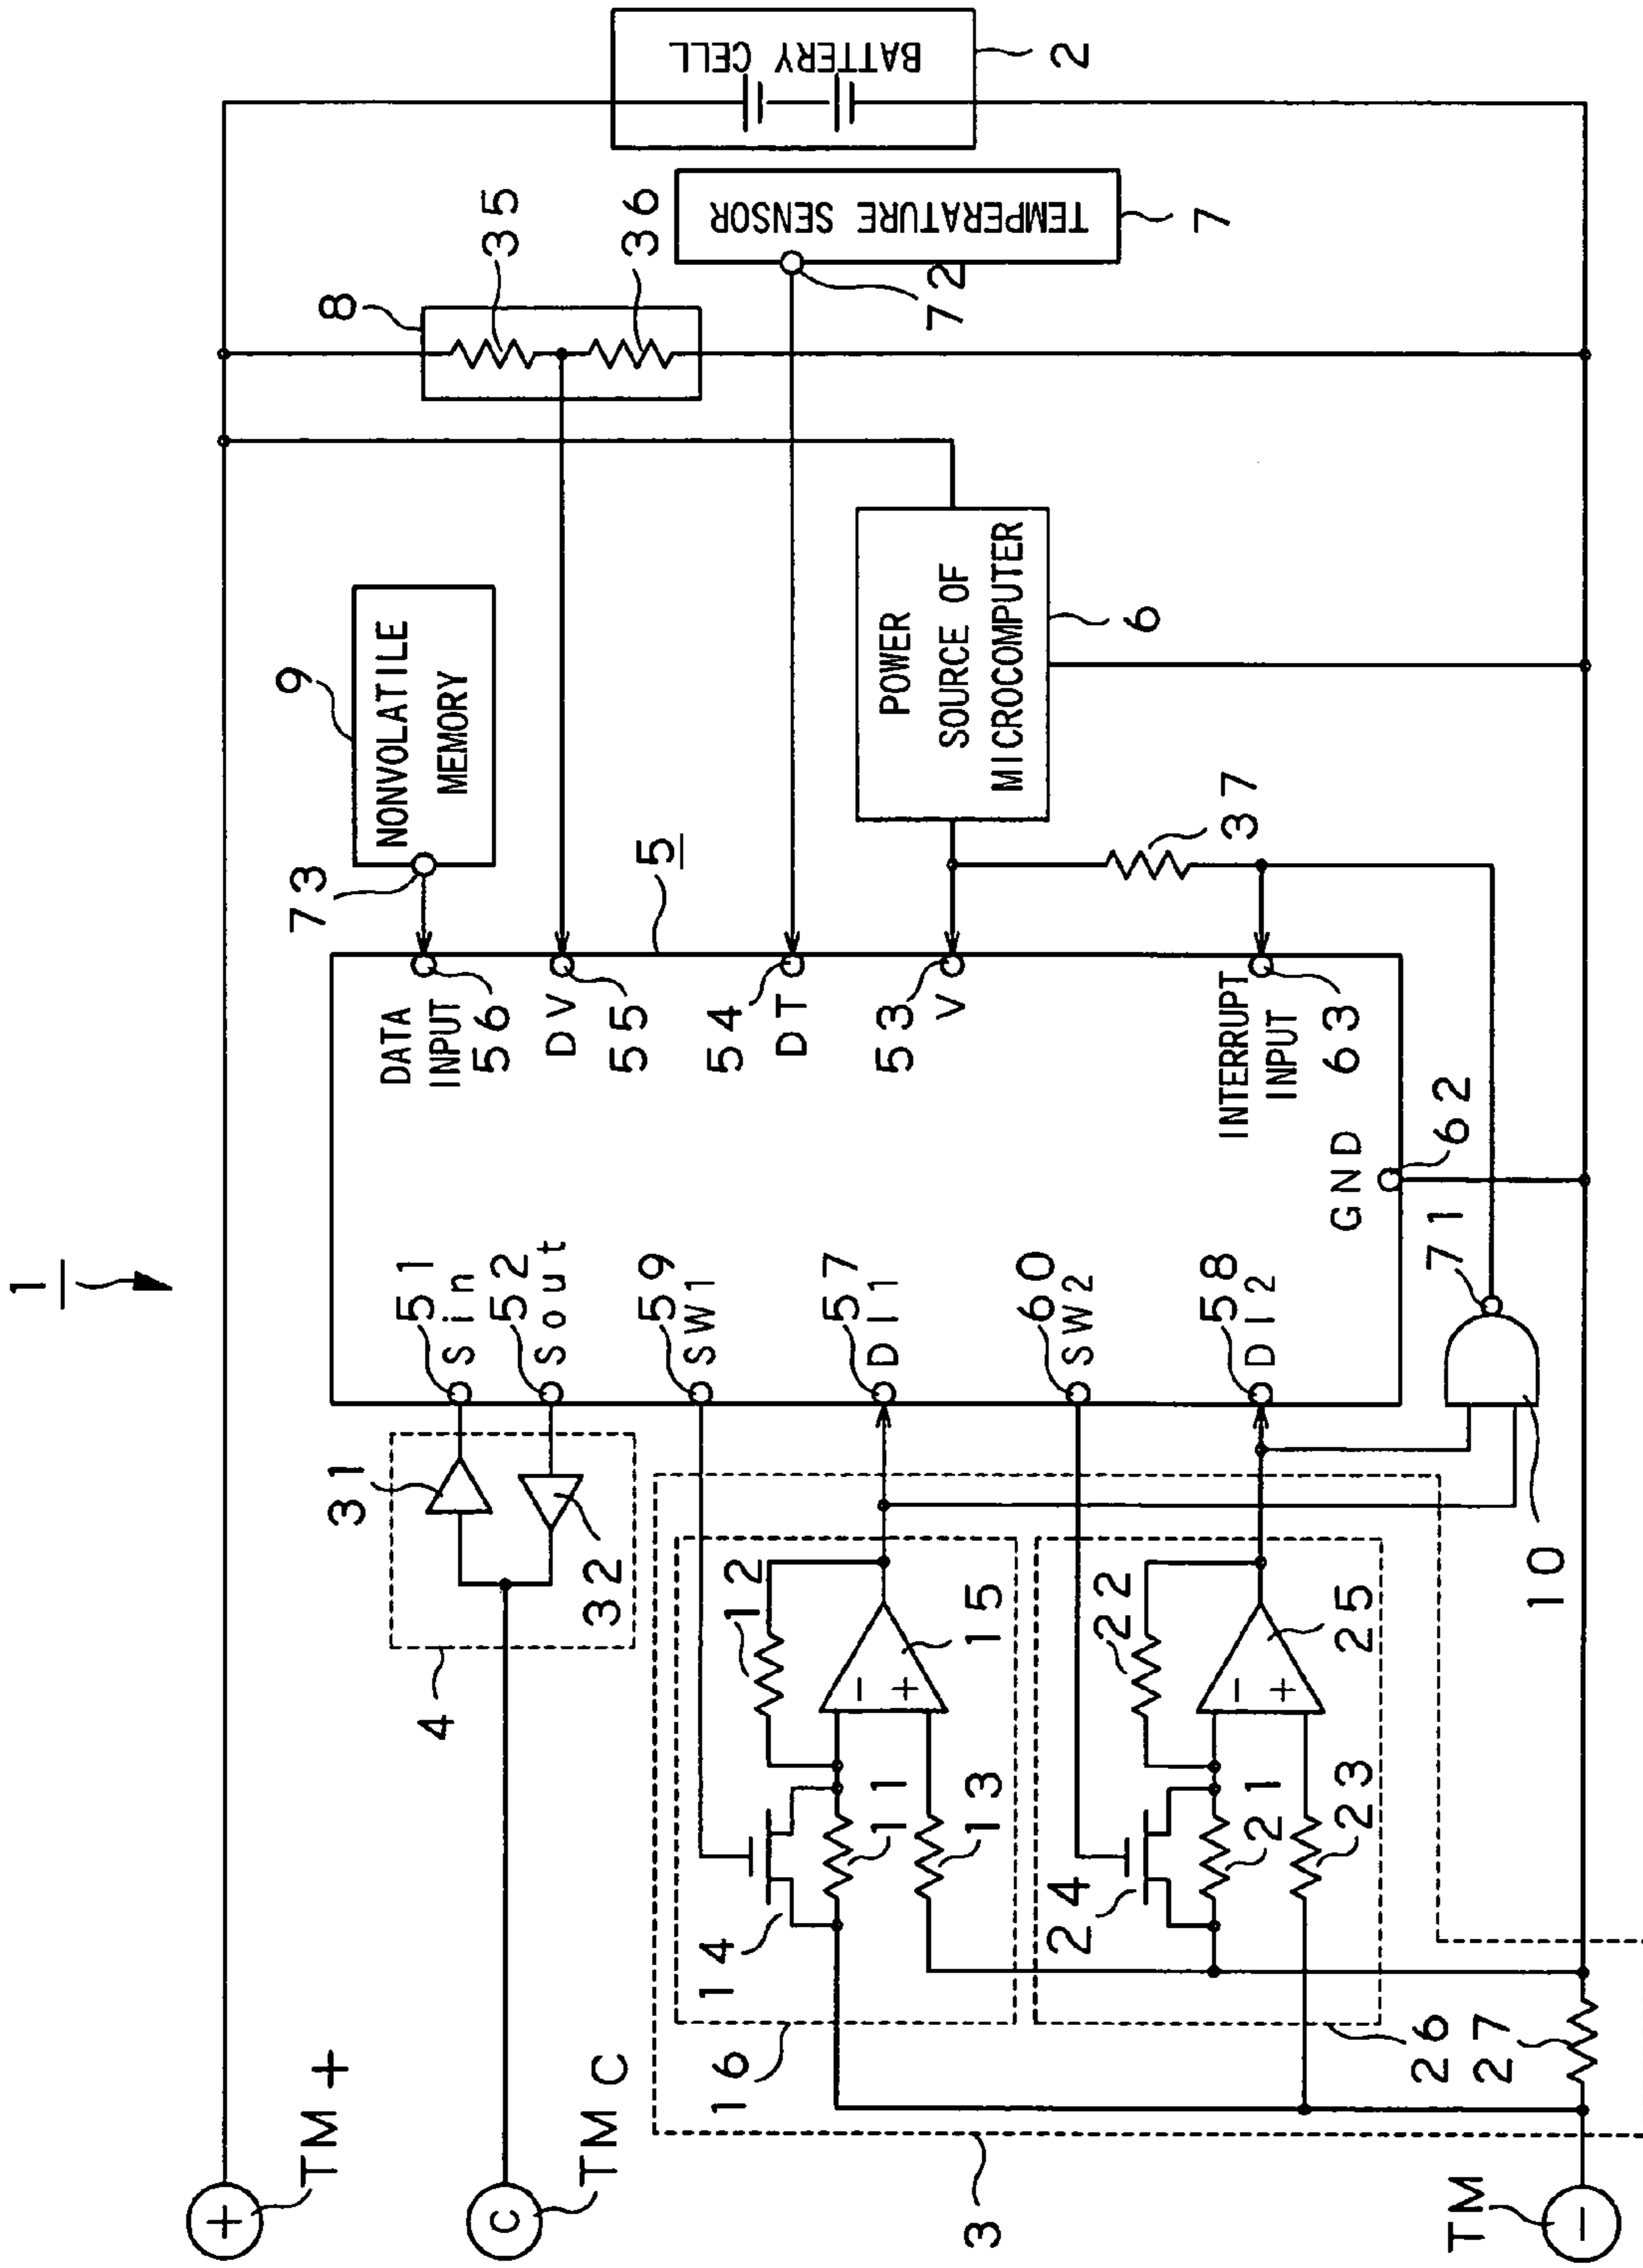 1
+
TM+
C
TMC
TM
-
4
31
32
51
Sin
52
Sout
59
SW1
57
DI1
60
SW2
58
DI2
GND
62
DATA
INPUT
56
DV
55
54
DT
53
V
INTERRUPT
INPUT
63
5
73
9
NONVOLATILE
MEMORY
8
35
36
BATTERY CELL
2
TEMPERATURE SENSOR
7
72
POWER
SOURCE OF
MICROCOMPUTER
6
37
71
10
3
16
14
12
11
13
-
+
15
26
24
22
21
23
-
+
25
27